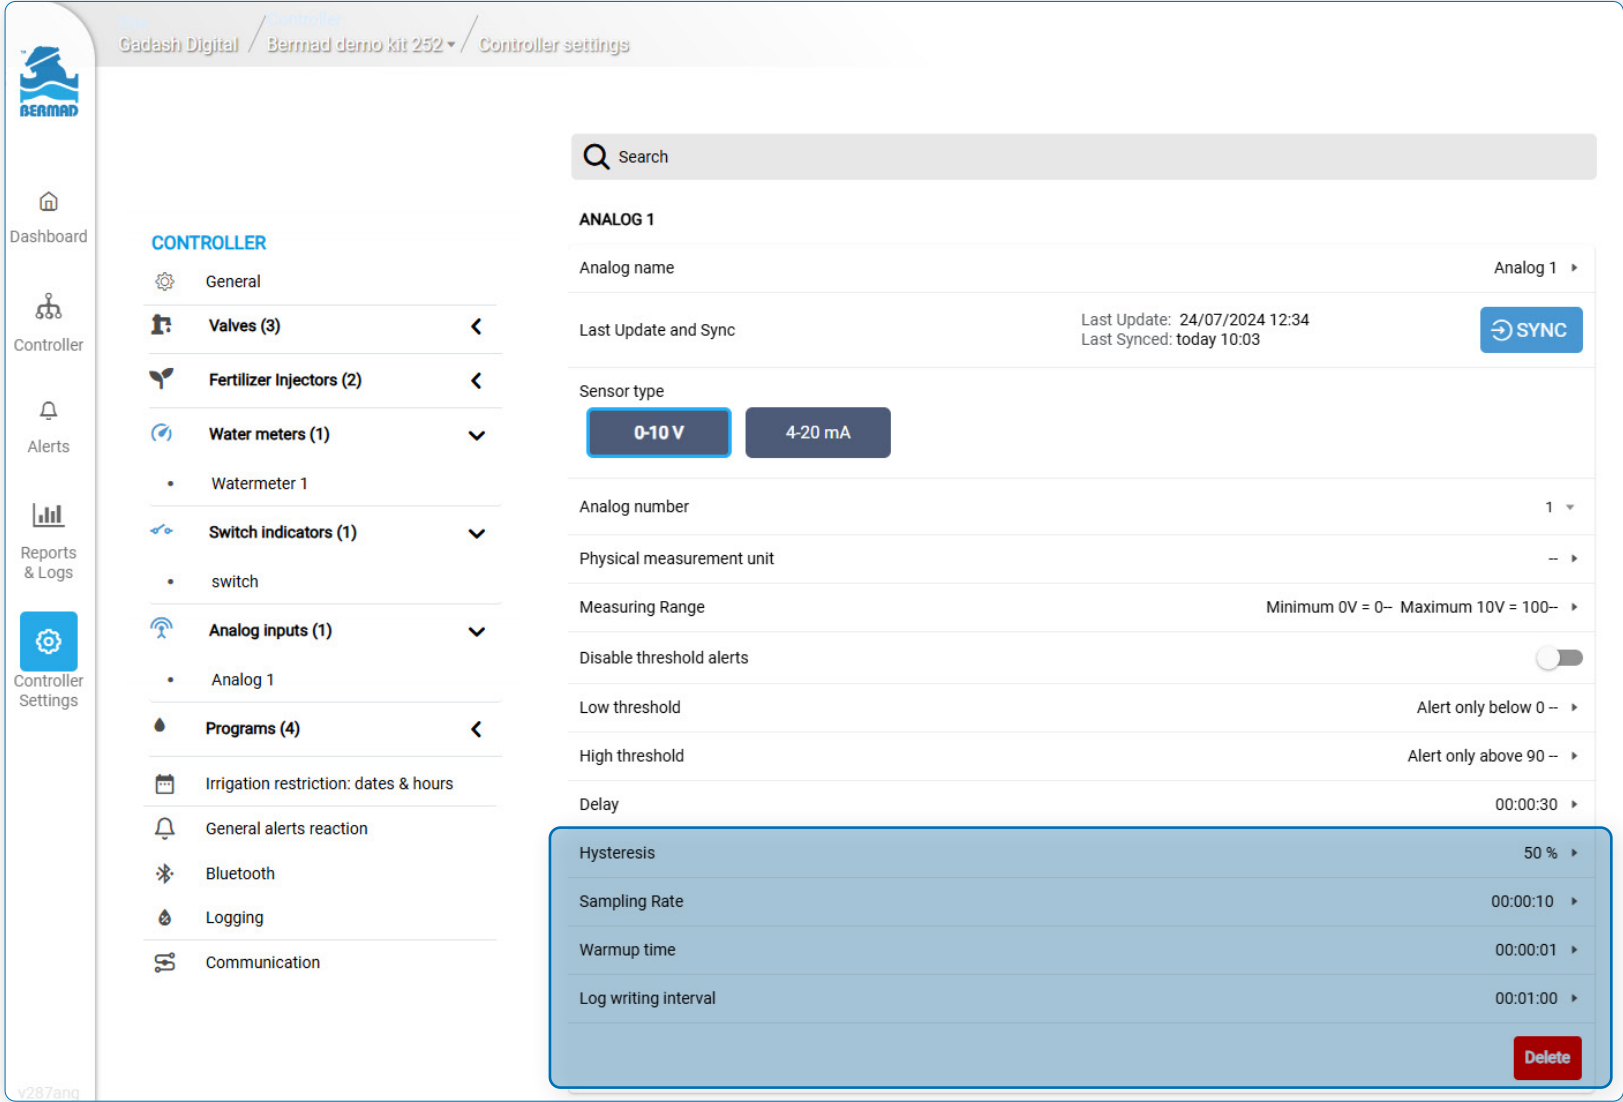 Controller
Gadash Digital / Bermad demo kit 252 / Controller settings
BERMAD
Dashboard
Controller
Alerts
Reports
& Logs
Controller
Settings
v287ang
CONTROLLER
General
Valves (3)
Fertilizer Injectors (2)
Water meters (1)
• Watermeter 1
Switch indicators (1)
• switch
Analog inputs (1)
• Analog 1
Programs (4)
Irrigation restriction: dates & hours
General alerts reaction
Bluetooth
Logging
Communication
Search
ANALOG 1
Analog name Analog 1
Last Update and Sync Last Update: 24/07/2024 12:34
Last Synced: today 10:03
SYNC
Sensor type
0-10 V 4-20 mA
Analog number 1
Physical measurement unit --
Measuring Range Minimum 0V = 0-- Maximum 10V = 100--
Disable threshold alerts
Low threshold Alert only below 0 --
High threshold Alert only above 90 --
Delay 00:00:30
Hysteresis 50 %
Sampling Rate 00:00:10
Warmup time 00:00:01
Log writing interval 00:01:00
Delete